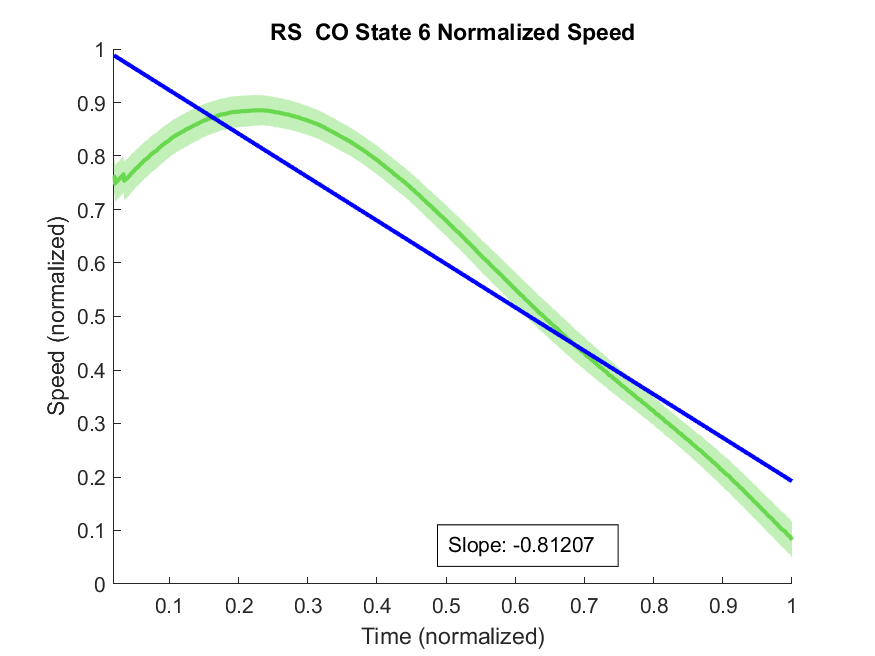 RS  CO State 6 Normalized Speed
1
0.9
0.8
0.7
0.6
0.5
0.4
0.3
0.2
0.1
0
Speed (normalized)
Slope: -0.81207
0.1 0.2 0.3 0.4 0.5 0.6 0.7 0.8 0.9 1
Time (normalized)